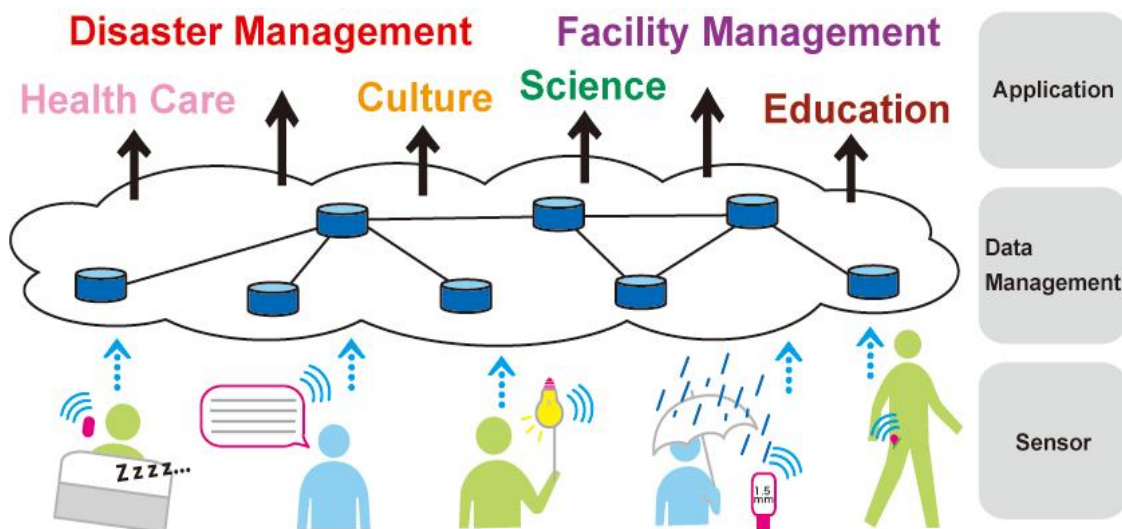 Disaster Management
Facility Management
Health Care
Culture
Science
Education
Application
Data
Management
Zzzz...
1.5
mm
Sensor